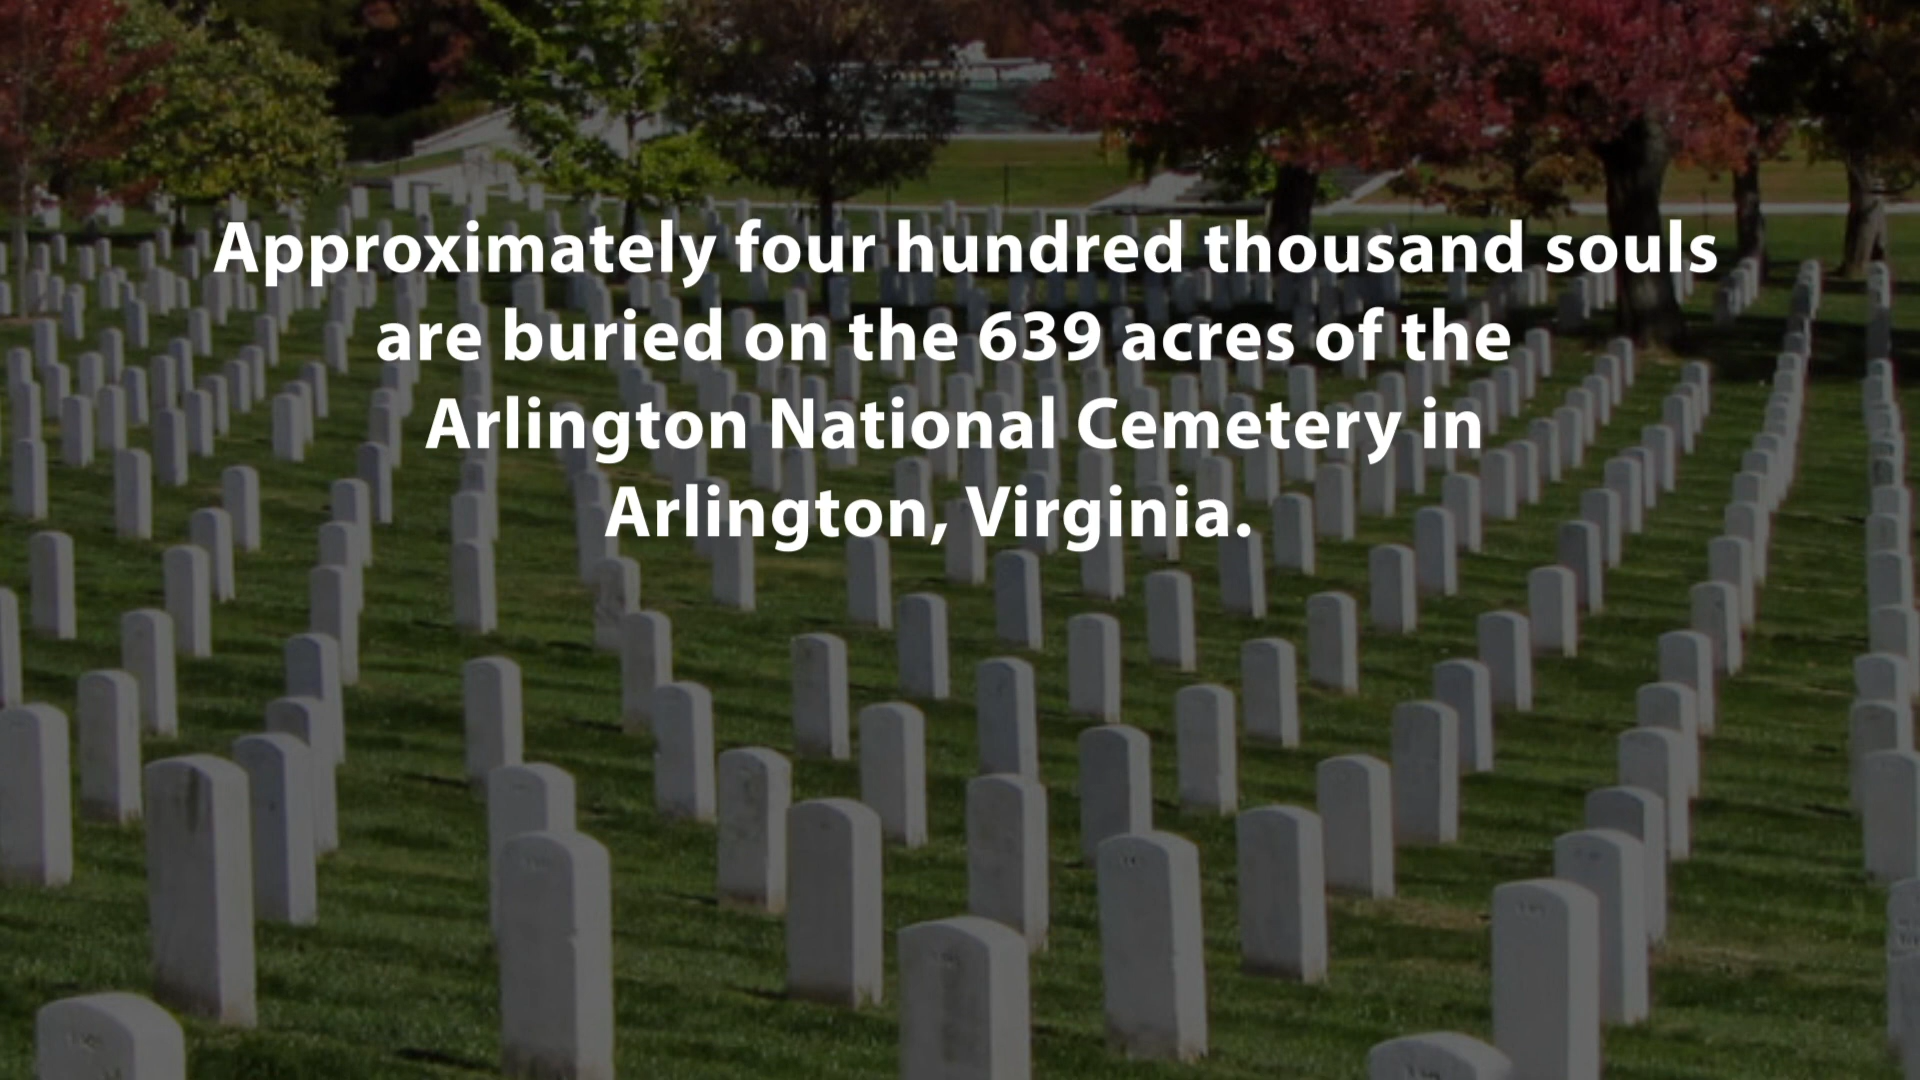 Approximately four hundred thousand souls
are buried on the 639 acres of the
Arlington National Cemetery in
Arlington, Virginia.